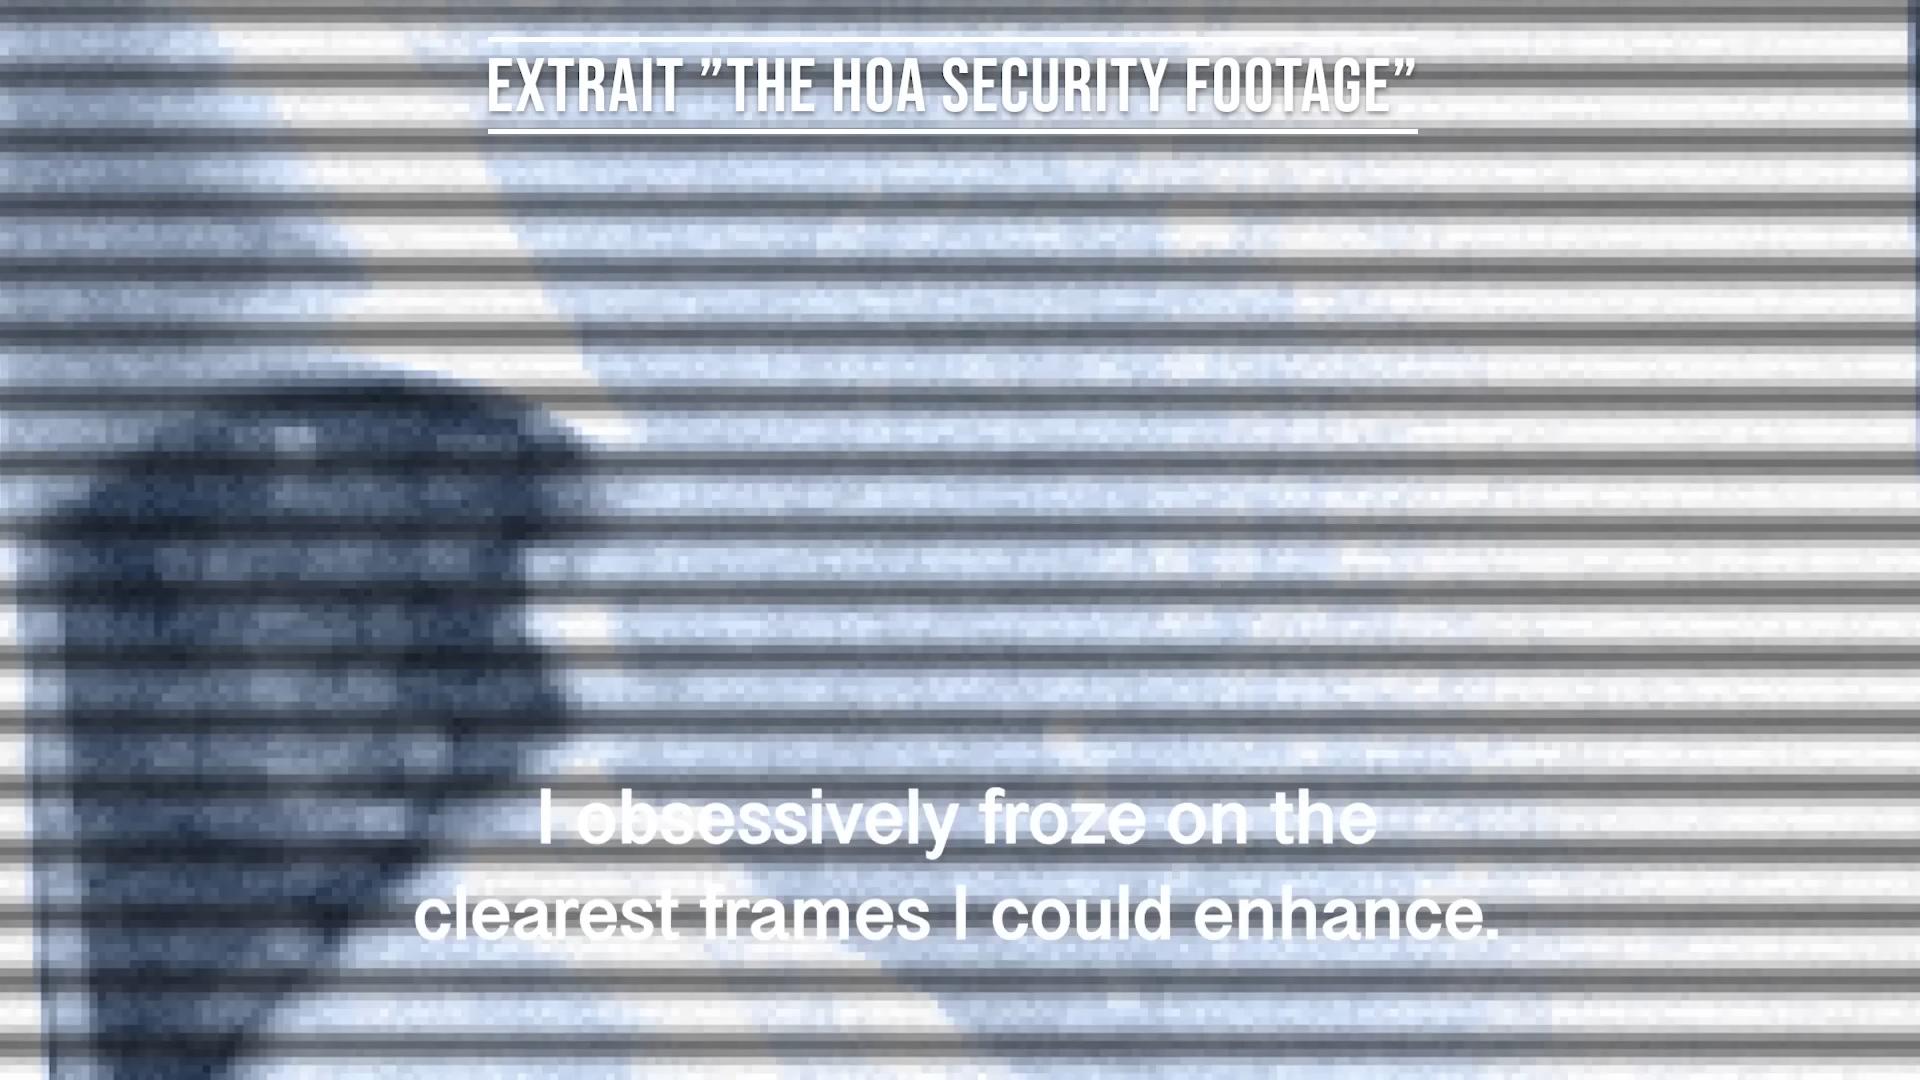 EXTRAIT ”THE HOA SECURITY FOOTAGE”
I obsessively froze on the
clearest frames I could enhance.